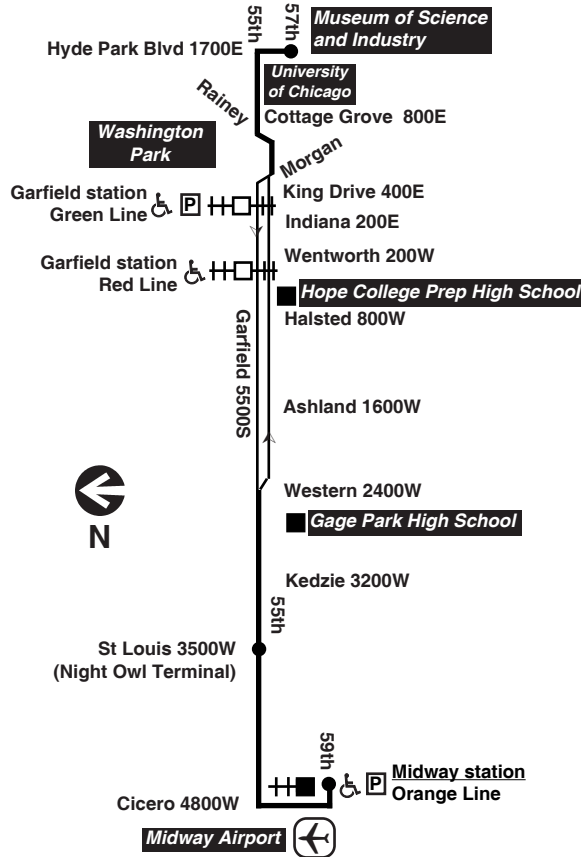 55th
57th
Museum of Science
and Industry
Hyde Park Blvd 1700E
University
of Chicago
Rainey
Cottage Grove  800E
Washington
Park
Morgan
Garfield station
Green Line
P
King Drive 400E
Indiana 200E
Garfield station
Red Line
Wentworth 200W
Hope College Prep High School
Halsted 800W
Garfield 5500S
Ashland 1600W
N
Western 2400W
Gage Park High School
Kedzie 3200W
55th
St Louis 3500W
(Night Owl Terminal)
59th
P
Midway station
Orange Line
Cicero 4800W
Midway Airport